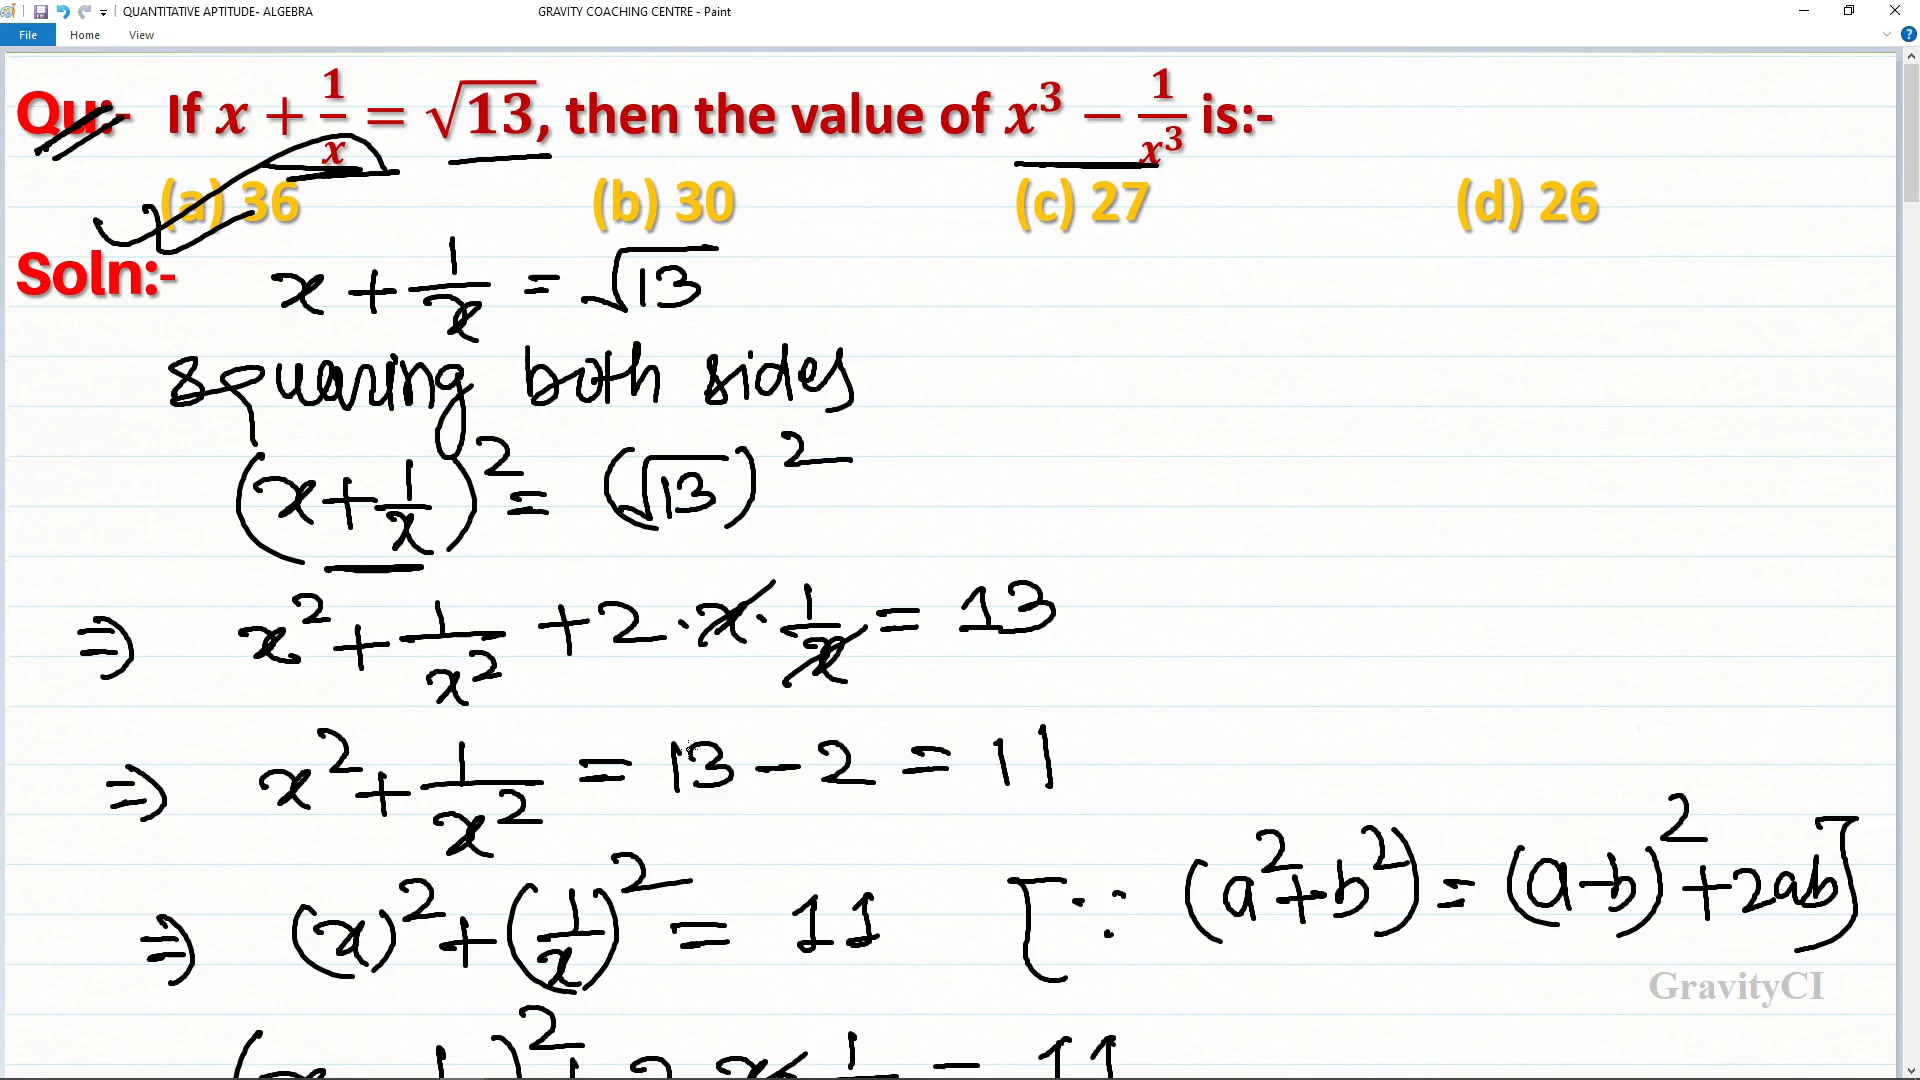 QUANTITATIVE APTITUDE- ALGEBRA GRAVITY COACHING CENTRE - Paint
File Home View
Qu:- If x + 1/x = √13, then the value of x³ − 1/x³ is:-
(a) 36 (b) 30 (c) 27 (d) 26
Soln:- x + 1/x = √13
squaring both sides
(x + 1/x)² = (√13)²
⇒ x² + 1/x² + 2 · x · 1/x = 13
⇒ x² + 1/x² = 13 − 2 = 11
⇒ (x)² + (1/x)² = 11 [∵ (a² + b²) = (a − b)² + 2ab]
GravityCI